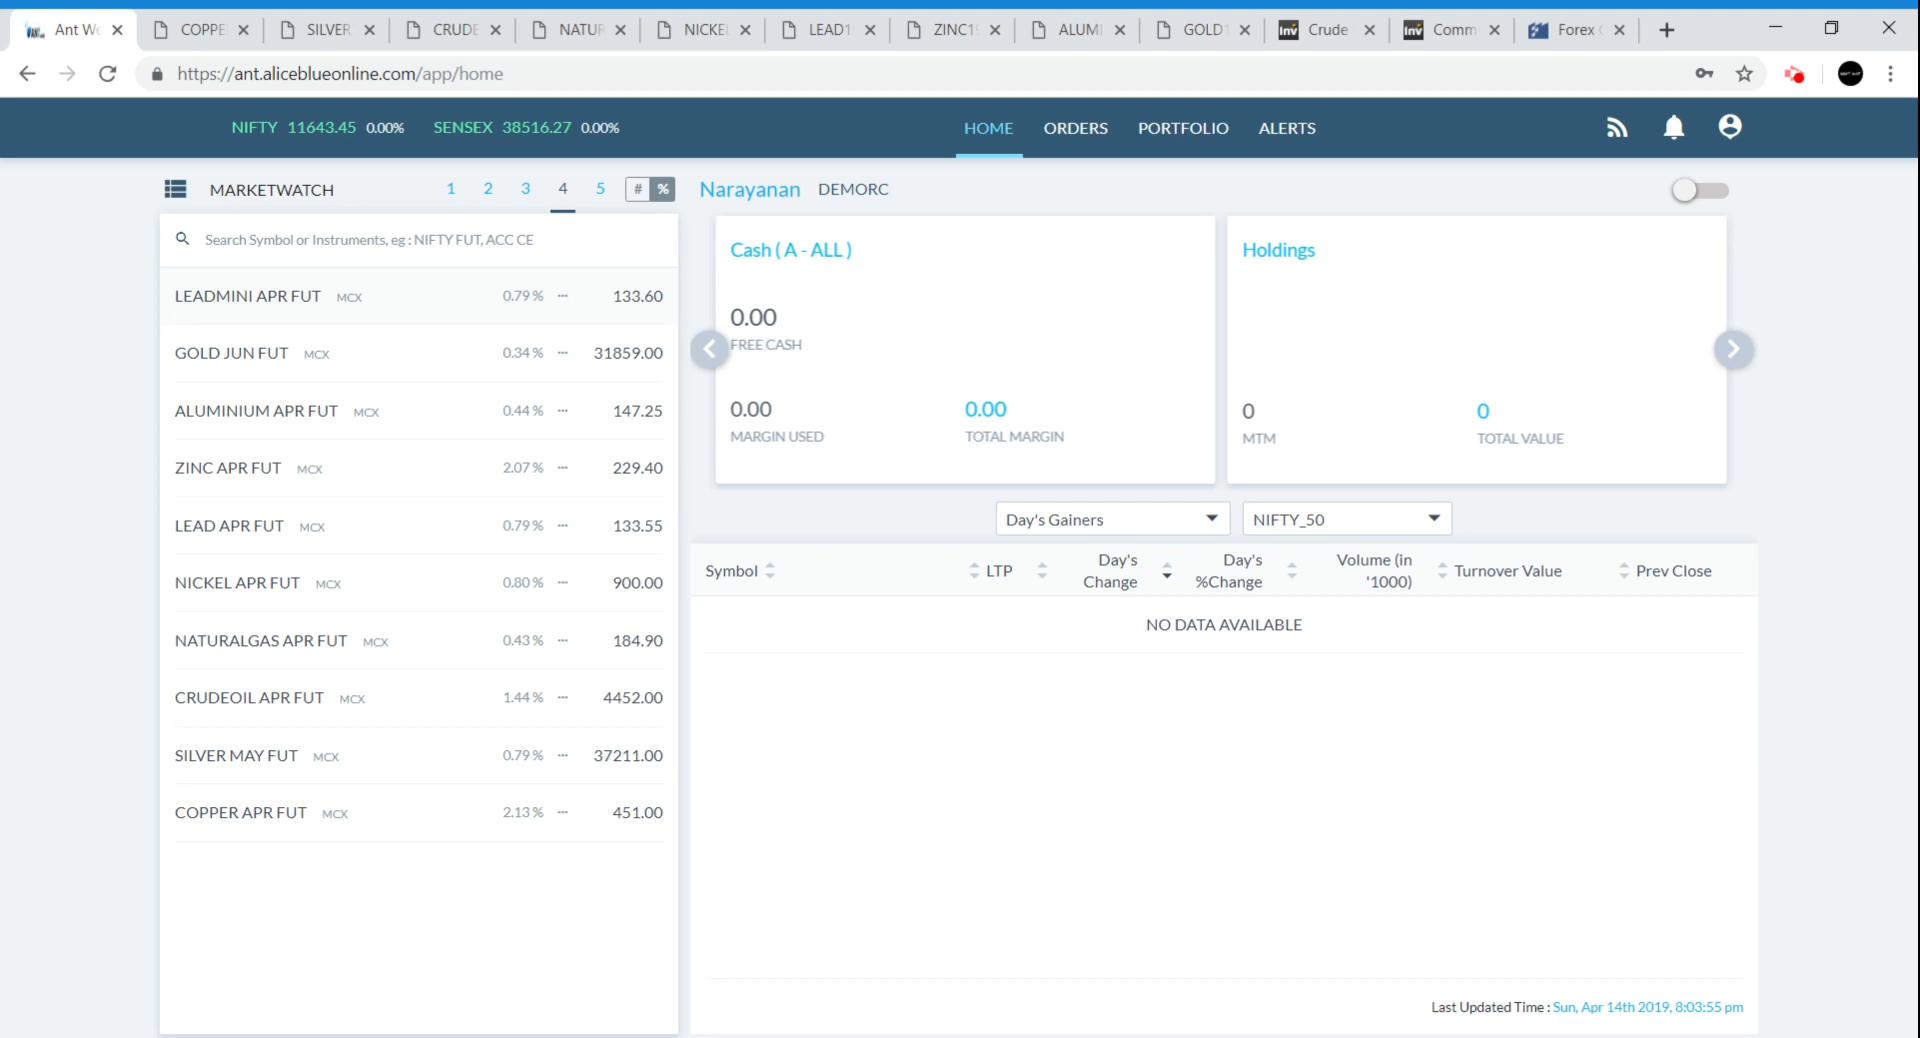 Ant We
COPPE
SILVER
CRUDE
NATUR
NICKEL
LEAD1
ZINC1
ALUMI
GOLD1
Inv Crude
Inv Comm
Forex
https://ant.aliceblueonline.com/app/home
NIFTY 11643.45 0.00% SENSEX 38516.27 0.00%
HOME ORDERS PORTFOLIO ALERTS
MARKETWATCH 1 2 3 4 5 # %
Search Symbol or Instruments, eg : NIFTY FUT, ACC CE
LEADMINI APR FUT MCX 0.79 % ··· 133.60
GOLD JUN FUT MCX 0.34 % ··· 31859.00
ALUMINIUM APR FUT MCX 0.44 % ··· 147.25
ZINC APR FUT MCX 2.07 % ··· 229.40
LEAD APR FUT MCX 0.79 % ··· 133.55
NICKEL APR FUT MCX 0.80 % ··· 900.00
NATURALGAS APR FUT MCX 0.43 % ··· 184.90
CRUDEOIL APR FUT MCX 1.44 % ··· 4452.00
SILVER MAY FUT MCX 0.79 % ··· 37211.00
COPPER APR FUT MCX 2.13 % ··· 451.00
Narayanan DEMORC
Cash ( A - ALL )
0.00
FREE CASH
0.00 0.00
MARGIN USED TOTAL MARGIN
Holdings
0 0
MTM TOTAL VALUE
Day's Gainers NIFTY_50
Symbol LTP Day's Change Day's %Change Volume (in '1000) Turnover Value Prev Close
NO DATA AVAILABLE
Last Updated Time : Sun, Apr 14th 2019, 8:03:55 pm